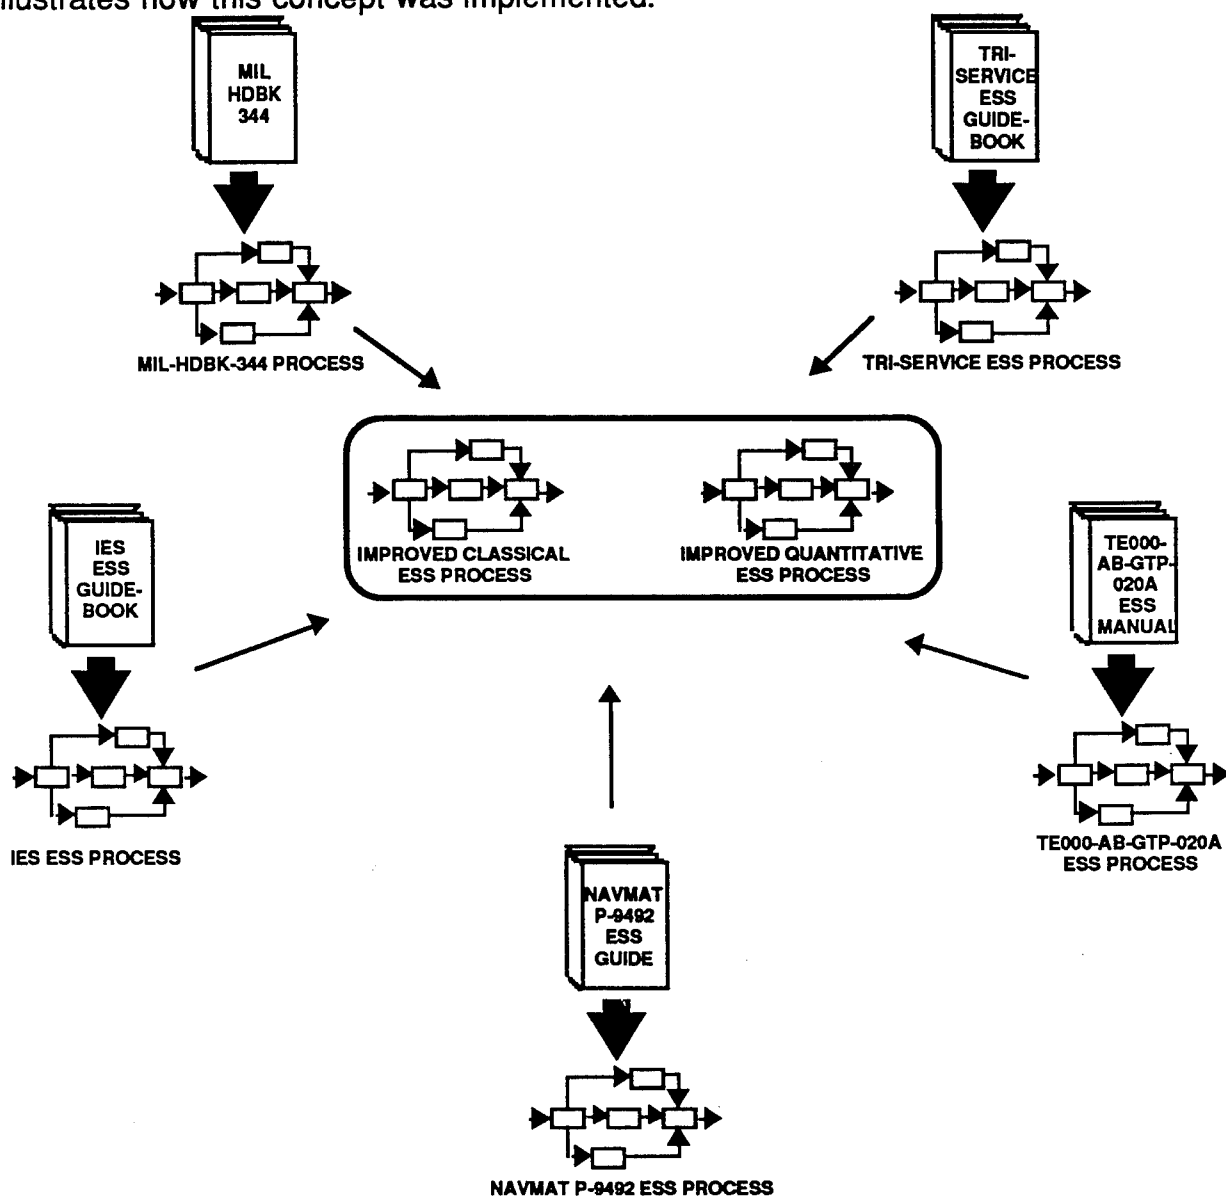 illustrates how this concept was implemented.
MIL
HDBK
344
TRI-
SERVICE
ESS
GUIDE-
BOOK
MIL-HDBK-344 PROCESS
TRI-SERVICE ESS PROCESS
IMPROVED CLASSICAL
ESS PROCESS
IMPROVED QUANTITATIVE
ESS PROCESS
IES
ESS
GUIDE-
BOOK
TE000-
AB-GTP-
020A
ESS
MANUAL
IES ESS PROCESS
TE000-AB-GTP-020A
ESS PROCESS
NAVMAT
P-9492
ESS
GUIDE
NAVMAT P-9492 ESS PROCESS